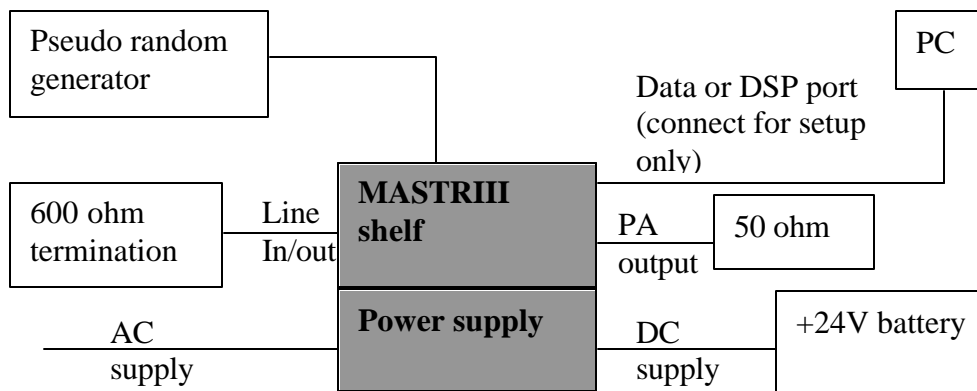 Pseudo random
generator
PC
Data or DSP port
(connect for setup
only)
MASTRIII
shelf
600 ohm
termination
Line
In/out
PA
output
50 ohm
Power supply
AC
supply
DC
supply
+24V battery